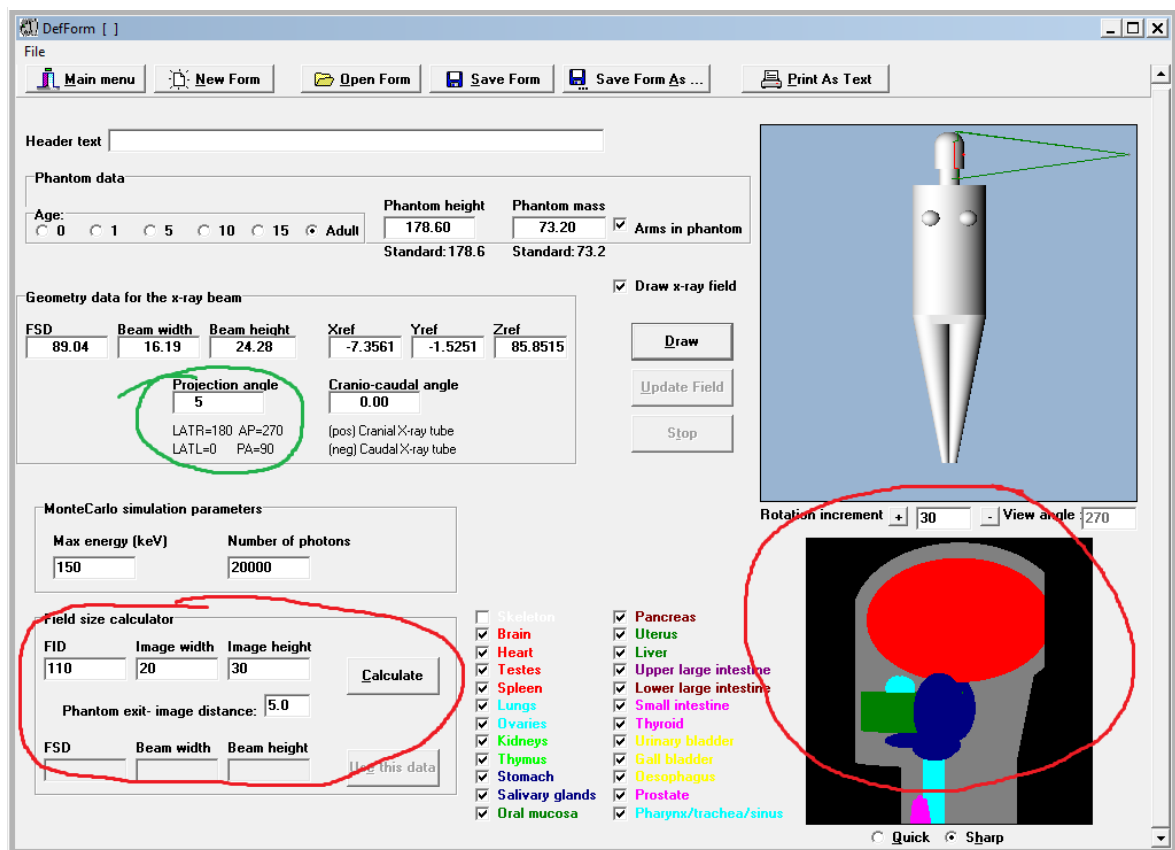 DefForm [ ]
File
Main menu New Form Open Form Save Form Save Form As ... Print As Text
Header text
Phantom data
Age:
0 1 5 10 15 Adult
Phantom height Phantom mass
178.60 73.20 Arms in phantom
Standard: 178.6 Standard: 73.2
Draw x-ray field
Geometry data for the x-ray beam
FSD Beam width Beam height Xref Yref Zref
89.04 16.19 24.28 -7.3561 -1.5251 85.8515
Draw
Projection angle Cranio-caudal angle
5 0.00
Update Field
LATR=180 AP=270 (pos) Cranial X-ray tube
LATL=0 PA=90 (neg) Caudal X-ray tube
Stop
MonteCarlo simulation parameters
Max energy (keV) Number of photons
150 20000
Rotation increment + 30 - View angle : 270
Field size calculator
FID Image width Image height
110 20 30
Calculate
Phantom exit- image distance: 5.0
FSD Beam width Beam height
Use this data
Skeleton Pancreas
Brain Uterus
Heart Liver
Testes Upper large intestine
Spleen Lower large intestine
Lungs Small intestine
Ovaries Thyroid
Kidneys Urinary bladder
Thymus Gall bladder
Stomach Oesophagus
Salivary glands Prostate
Oral mucosa Pharynx/trachea/sinus
Quick Sharp